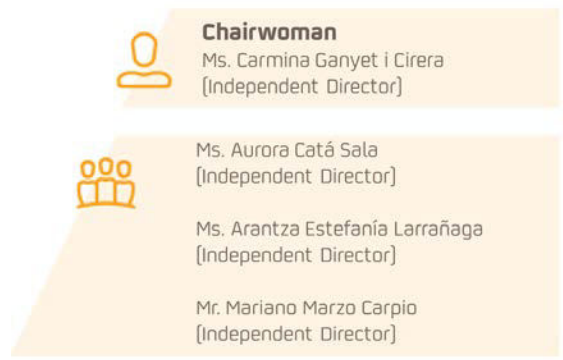 Chairwoman
Ms. Carmina Ganyet i Cirera
(Independent Director)
Ms. Aurora Catá Sala
(Independent Director)
Ms. Arantza Estefanía Larrañaga
(Independent Director)
Mr. Mariano Marzo Carpio
(Independent Director)